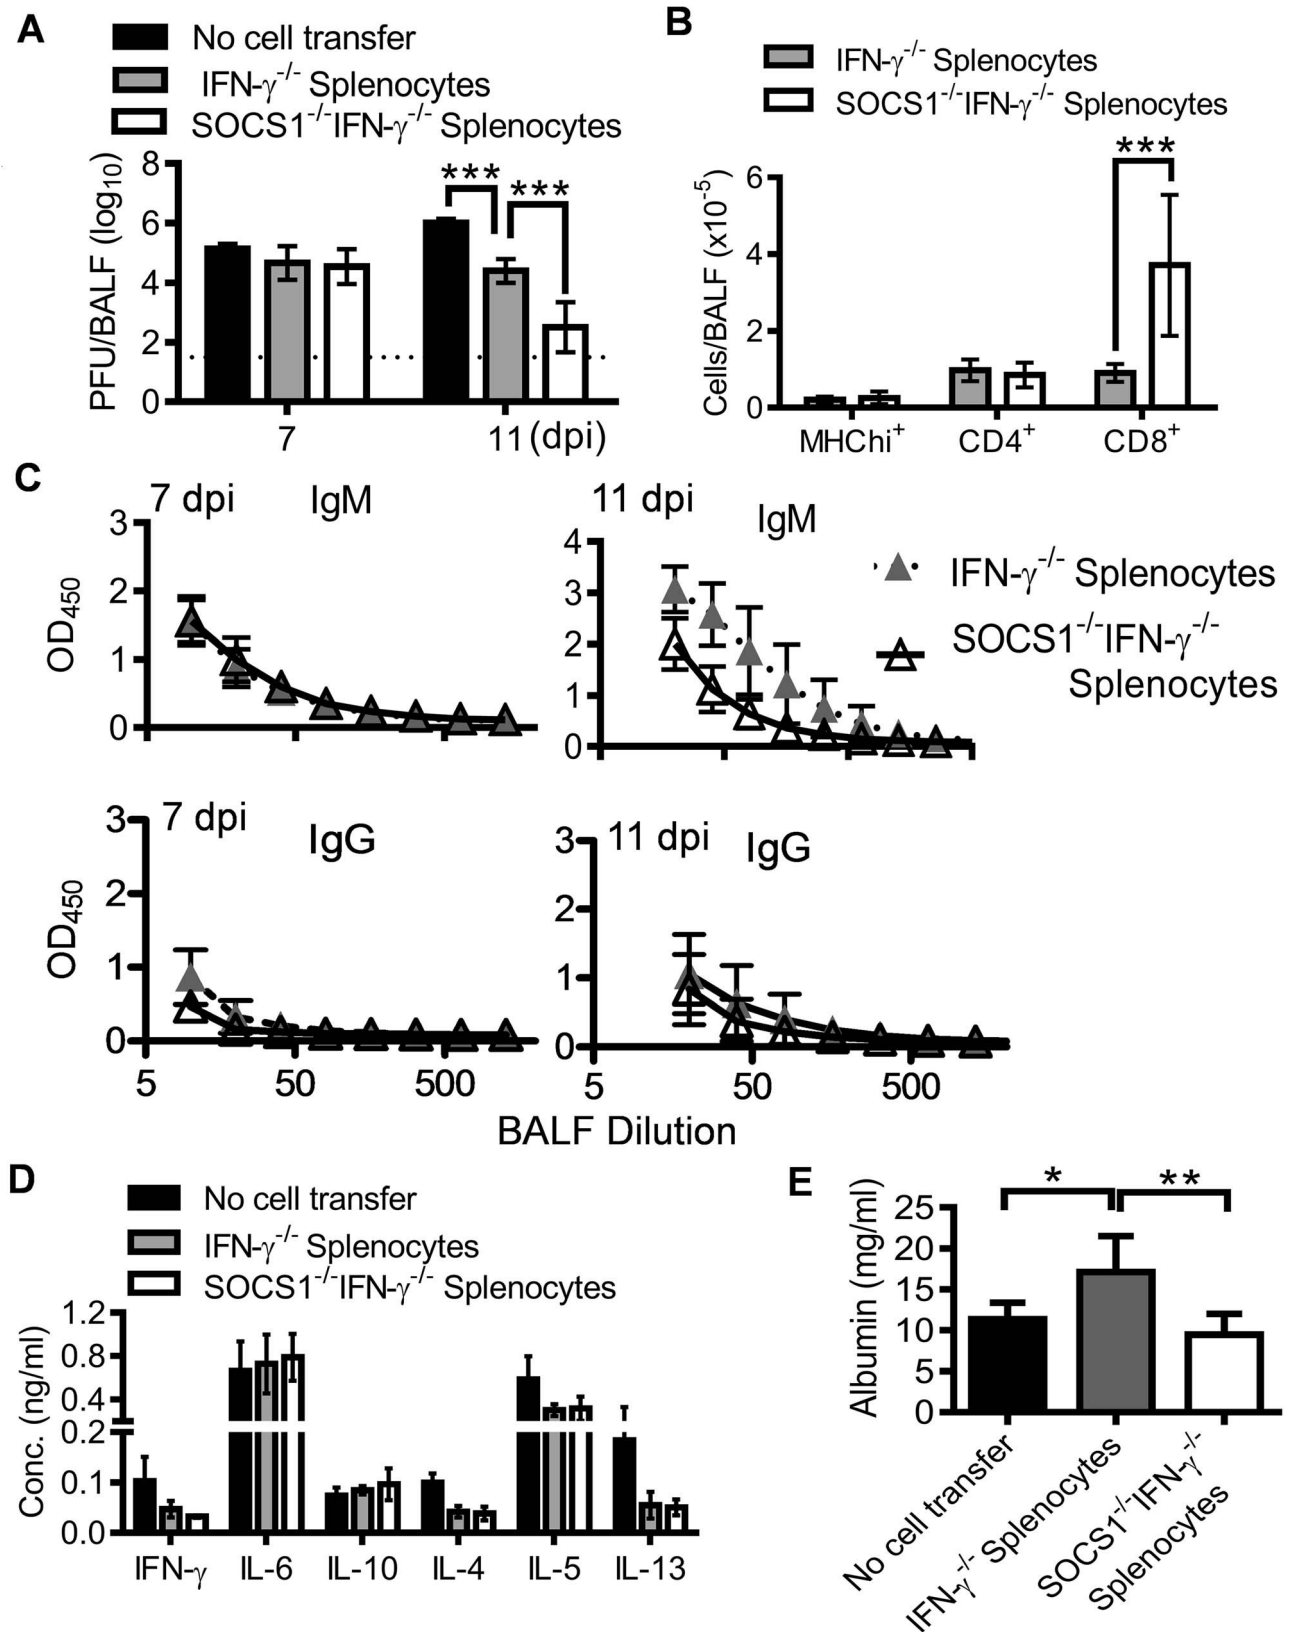 A
No cell transfer
IFN-γ-/- Splenocytes
SOCS1-/-IFN-γ-/- Splenocytes
PFU/BALF (log10)
8
6
4
2
0
***
***
7
11 (dpi)
B
IFN-γ-/- Splenocytes
SOCS1-/-IFN-γ-/- Splenocytes
Cells/BALF (x10-5)
6
4
2
0
***
MHChi+
CD4+
CD8+
C
7 dpi
IgM
OD450
3
2
1
0
11 dpi
IgM
4
3
2
1
0
IFN-γ-/- Splenocytes
SOCS1-/-IFN-γ-/-
Splenocytes
7 dpi
IgG
OD450
3
2
1
0
5
50
500
11 dpi
IgG
3
2
1
0
5
50
500
BALF Dilution
D
No cell transfer
IFN-γ-/- Splenocytes
SOCS1-/-IFN-γ-/- Splenocytes
Conc. (ng/ml)
1.2
0.8
0.4
0.2
0.1
0.0
IFN-γ
IL-6
IL-10
IL-4
IL-5
IL-13
E
Albumin (mg/ml)
25
20
15
10
5
0
*
**
No cell transfer
IFN-γ-/- Splenocytes
SOCS1-/-IFN-γ-/-
Splenocytes